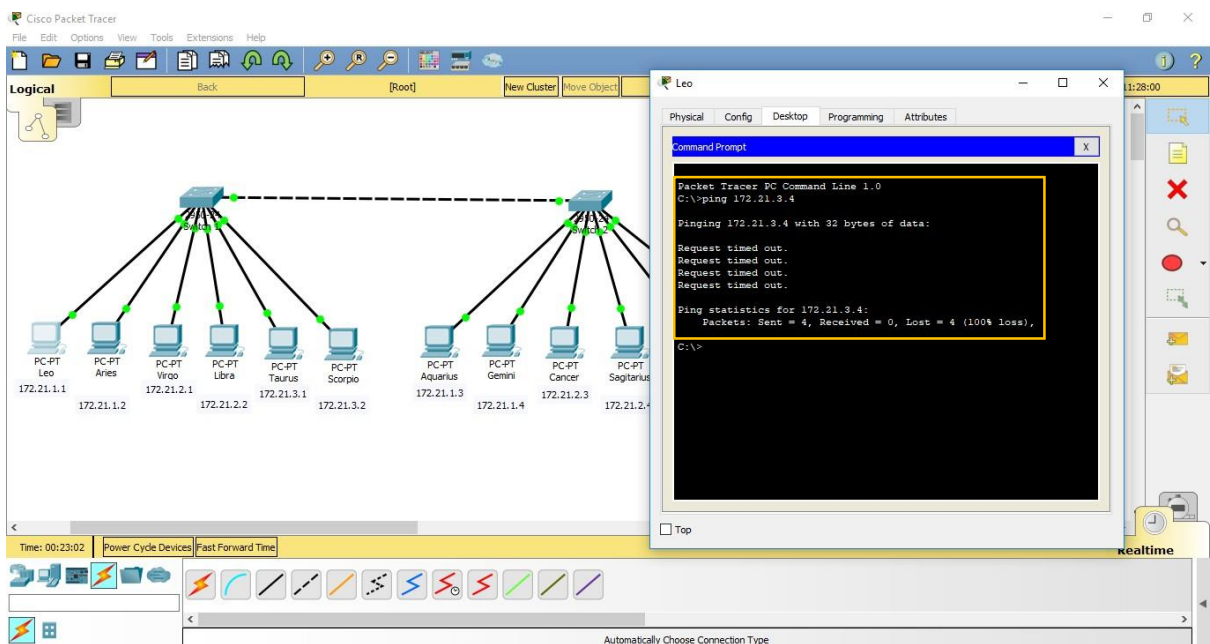 Cisco Packet Tracer
File Edit Options View Tools Extensions Help
Logical
Back
[Root]
New Cluster
Move Object
11:28:00
Leo
Physical Config Desktop Programming Attributes
Command Prompt
X
Packet Tracer PC Command Line 1.0
C:\>ping 172.21.3.4
Pinging 172.21.3.4 with 32 bytes of data:
Request timed out.
Request timed out.
Request timed out.
Request timed out.
Ping statistics for 172.21.3.4:
Packets: Sent = 4, Received = 0, Lost = 4 (100% loss),
C:\>
Top
Switch 1
Switch 2
PC-PT
Leo
172.21.1.1
PC-PT
Aries
172.21.1.2
PC-PT
Virgo
172.21.2.1
PC-PT
Libra
172.21.2.2
PC-PT
Taurus
172.21.3.1
PC-PT
Scorpio
172.21.3.2
PC-PT
Aquarius
172.21.1.3
PC-PT
Gemini
172.21.1.4
PC-PT
Cancer
172.21.2.3
PC-PT
Sagitarius
172.21.2.4
Time: 00:23:02
Power Cycle Devices
Fast Forward Time
Realtime
Automatically Choose Connection Type